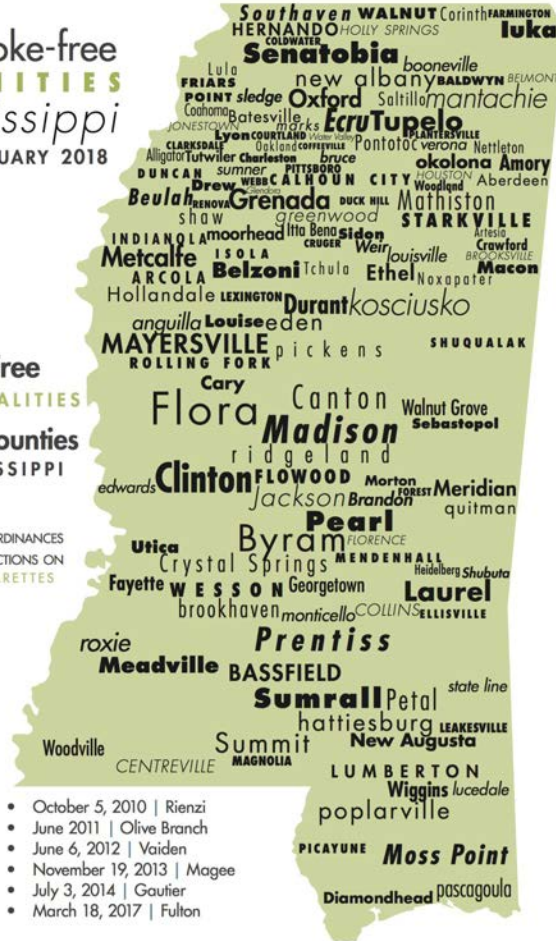 oke-free
ITIES
ssippi
UARY 2018
ree
ALITIES
ounties
SSIPPI
RDINANCES
CTIONS ON
RETTES
Southaven WALNUT Corinth FARMINGTON
HERNANDO HOLLY SPRINGS Iuka
COLDWATER
Senatobia booneville
Lula new albany BALDWYN BELMONT
FRIARS
POINT sledge Oxford Saltillo mantachie
Coahoma Batesville Ecru Tupelo
JONESTOWN marks PLANTERSVILLE
Lyon COURTLAND Water Valley Pontotoc verona Nettleton
CLARKSDALE Oakland COFFEEVILLE
Alligator Tutwiler Charleston bruce okolona Amory
DUNCAN sumner PITTSBORO HOUSTON
Drew WEBB CALHOUN CITY Woodland Aberdeen
Glendora
Beulah RENOVA Grenada DUCK HILL Mathiston
shaw greenwood STARKVILLE
INDIANOLA moorhead Itta Bena Sidon Artesia
CRUGER Weir Crawford
Metcalfe ISOLA louisville BROOKSVILLE
ARCOLA Belzoni Tchula Ethel Noxapater Macon
Hollandale LEXINGTON Durant kosciusko
anguilla Louise eden
MAYERSVILLE pickens SHUQUALAK
ROLLING FORK
Cary
Flora Canton Walnut Grove
Madison Sebastopol
ridgeland
edwards Clinton FLOWOOD Morton FOREST Meridian
Jackson Brandon quitman
Pearl
Utica Byram FLORENCE
Crystal Springs MENDENHALL Heidelberg Shubuta
Fayette WESSON Georgetown Laurel
brookhaven monticello COLLINS ELLISVILLE
roxie Prentiss
Meadville BASSFIELD
Sumrall Petal state line
hattiesburg LEAKESVILLE
Woodville Summit New Augusta
CENTREVILLE MAGNOLIA
LUMBERTON
Wiggins lucedale
poplarville
PICAYUNE Moss Point
Diamondhead pascagoula
• October 5, 2010 | Rienzi
• June 2011 | Olive Branch
• June 6, 2012 | Vaiden
• November 19, 2013 | Magee
• July 3, 2014 | Gautier
• March 18, 2017 | Fulton